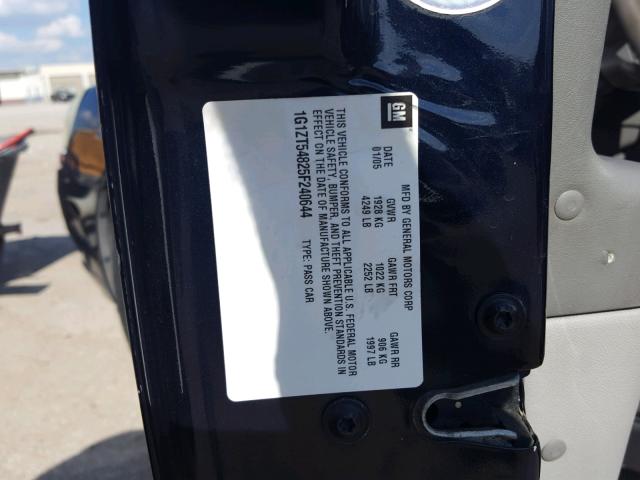 GM
MFD BY GENERAL MOTORS CORP
DATE GVWR GAWR FRT GAWR RR
01/05 1928 KG 1022 KG 906 KG
4249 LB 2252 LB 1997 LB
THIS VEHICLE CONFORMS TO ALL APPLICABLE U.S. FEDERAL MOTOR
VEHICLE SAFETY, BUMPER, AND THEFT PREVENTION STANDARDS IN
EFFECT ON THE DATE OF MANUFACTURE SHOWN ABOVE.
1G1ZT54825F240644 TYPE: PASS CAR